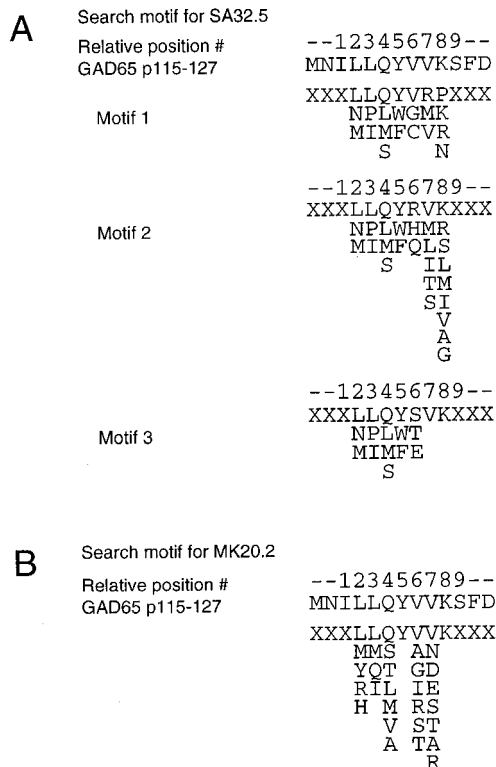 A
Search motif for SA32.5
Relative position #
--123456789--
GAD65 p115-127
MNILLQYVVKSFD
Motif 1
XXXLLQYVRPXXX
NPLWGMK
MIMFCVR
S N
--123456789--
Motif 2
XXXLLQYRVKXXX
NPLWHMR
MIMFQLS
S IL
TM
SI
V
A
G
--123456789--
XXXLLQYSVKXXX
Motif 3
NPLWT
MIMFE
S
B
Search motif for MK20.2
Relative position #
--123456789--
GAD65 p115-127
MNILLQYVVKSFD
XXXLLQYVVKXXX
MMS AN
YQT GD
RIL IE
H M RS
V ST
A TA
R